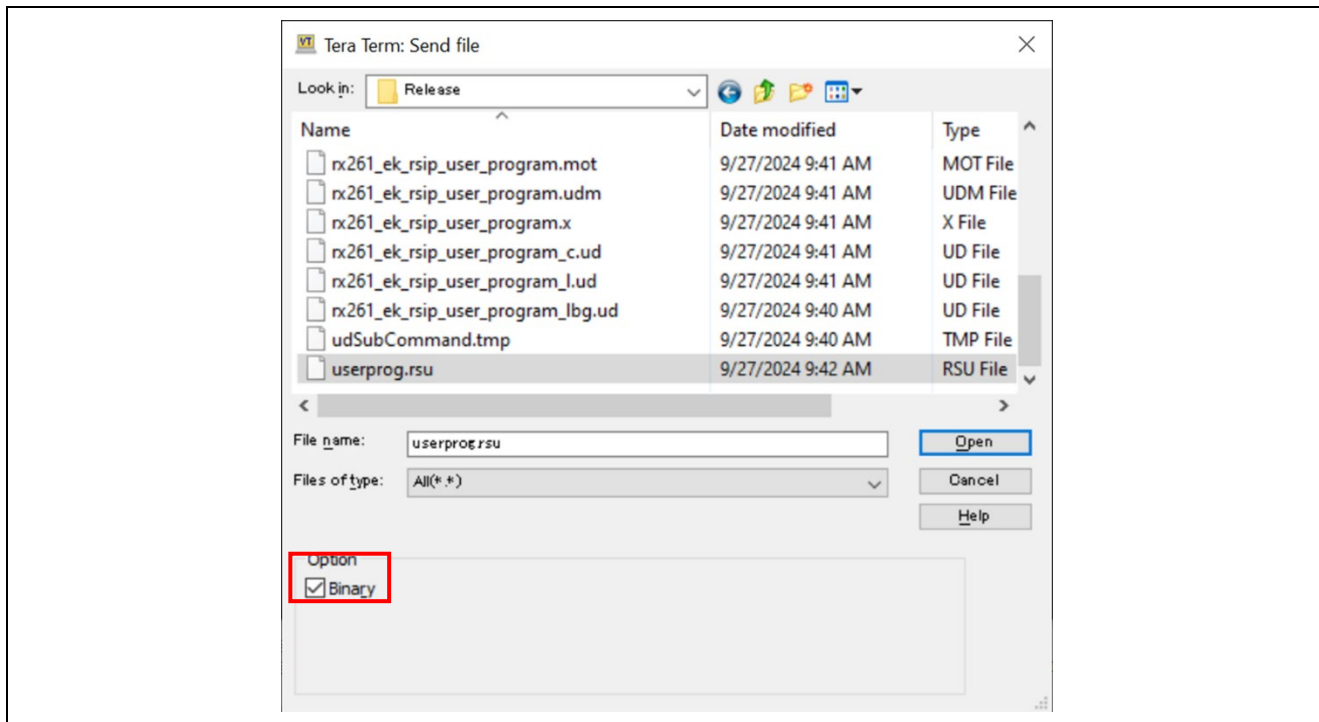 Tera Term: Send file
Look in: Release
Name Date modified Type
rx261_ek_rsip_user_program.mot 9/27/2024 9:41 AM MOT File
rx261_ek_rsip_user_program.udm 9/27/2024 9:41 AM UDM File
rx261_ek_rsip_user_program.x 9/27/2024 9:41 AM X File
rx261_ek_rsip_user_program_c.ud 9/27/2024 9:41 AM UD File
rx261_ek_rsip_user_program_l.ud 9/27/2024 9:41 AM UD File
rx261_ek_rsip_user_program_lbg.ud 9/27/2024 9:40 AM UD File
udSubCommand.tmp 9/27/2024 9:40 AM TMP File
userprog.rsu 9/27/2024 9:42 AM RSU File
File name: userprog.rsu Open
Files of type: All(*.*) Cancel
Help
Option
Binary